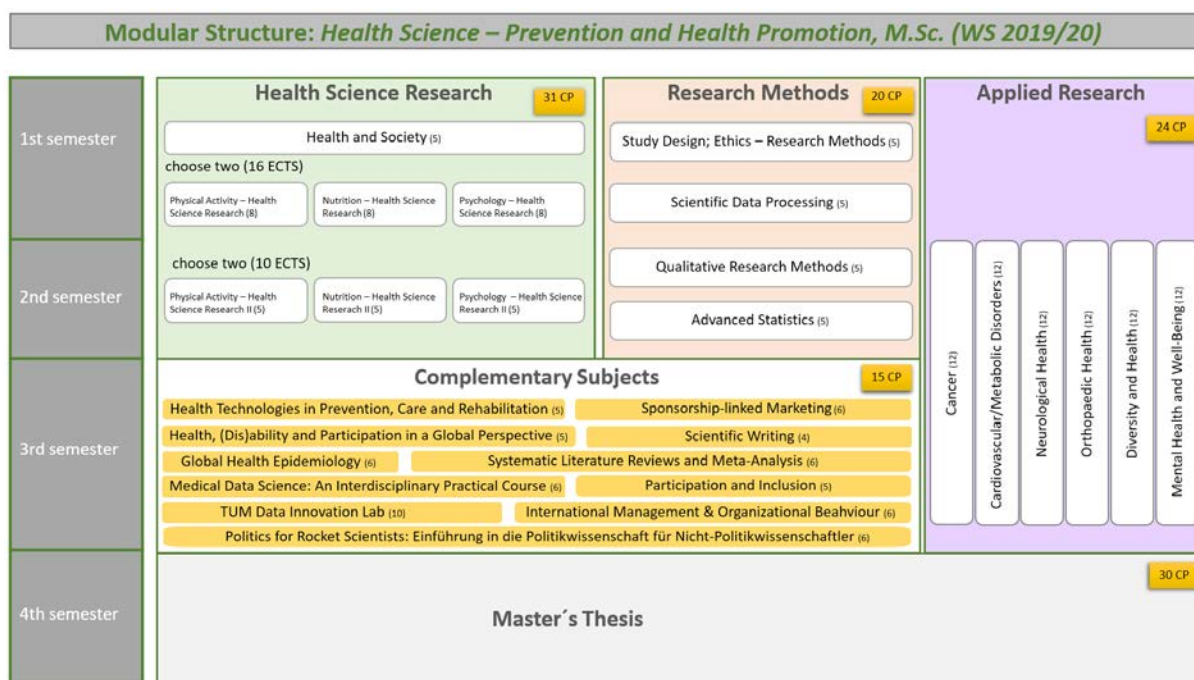 Modular Structure: Health Science – Prevention and Health Promotion, M.Sc. (WS 2019/20)
1st semester
2nd semester
3rd semester
4th semester
Health Science Research
31 CP
Health and Society (5)
choose two (16 ECTS)
Physical Activity – Health
Science Research (8)
Nutrition – Health Science
Research (8)
Psychology – Health
Science Research (8)
choose two (10 ECTS)
Physical Activity – Health
Science Research II (5)
Nutrition – Health Science
Reserach II (5)
Psychology – Health Science
Research II (5)
Research Methods
20 CP
Study Design; Ethics – Research Methods (5)
Scientific Data Processing (5)
Qualitative Research Methods (5)
Advanced Statistics (5)
Applied Research
24 CP
Cancer (12)
Cardiovascular/Metabolic Disorders (12)
Neurological Health (12)
Orthopaedic Health (12)
Diversity and Health (12)
Mental Health and Well-Being (12)
Complementary Subjects
15 CP
Health Technologies in Prevention, Care and Rehabilitation (5)
Sponsorship-linked Marketing (6)
Health, (Dis)ability and Participation in a Global Perspective (5)
Scientific Writing (4)
Global Health Epidemiology (6)
Systematic Literature Reviews and Meta-Analysis (6)
Medical Data Science: An Interdisciplinary Practical Course (6)
Participation and Inclusion (5)
TUM Data Innovation Lab (10)
International Management & Organizational Beahviour (6)
Politics for Rocket Scientists: Einführung in die Politikwissenschaft für Nicht-Politikwissenschaftler (6)
30 CP
Master´s Thesis